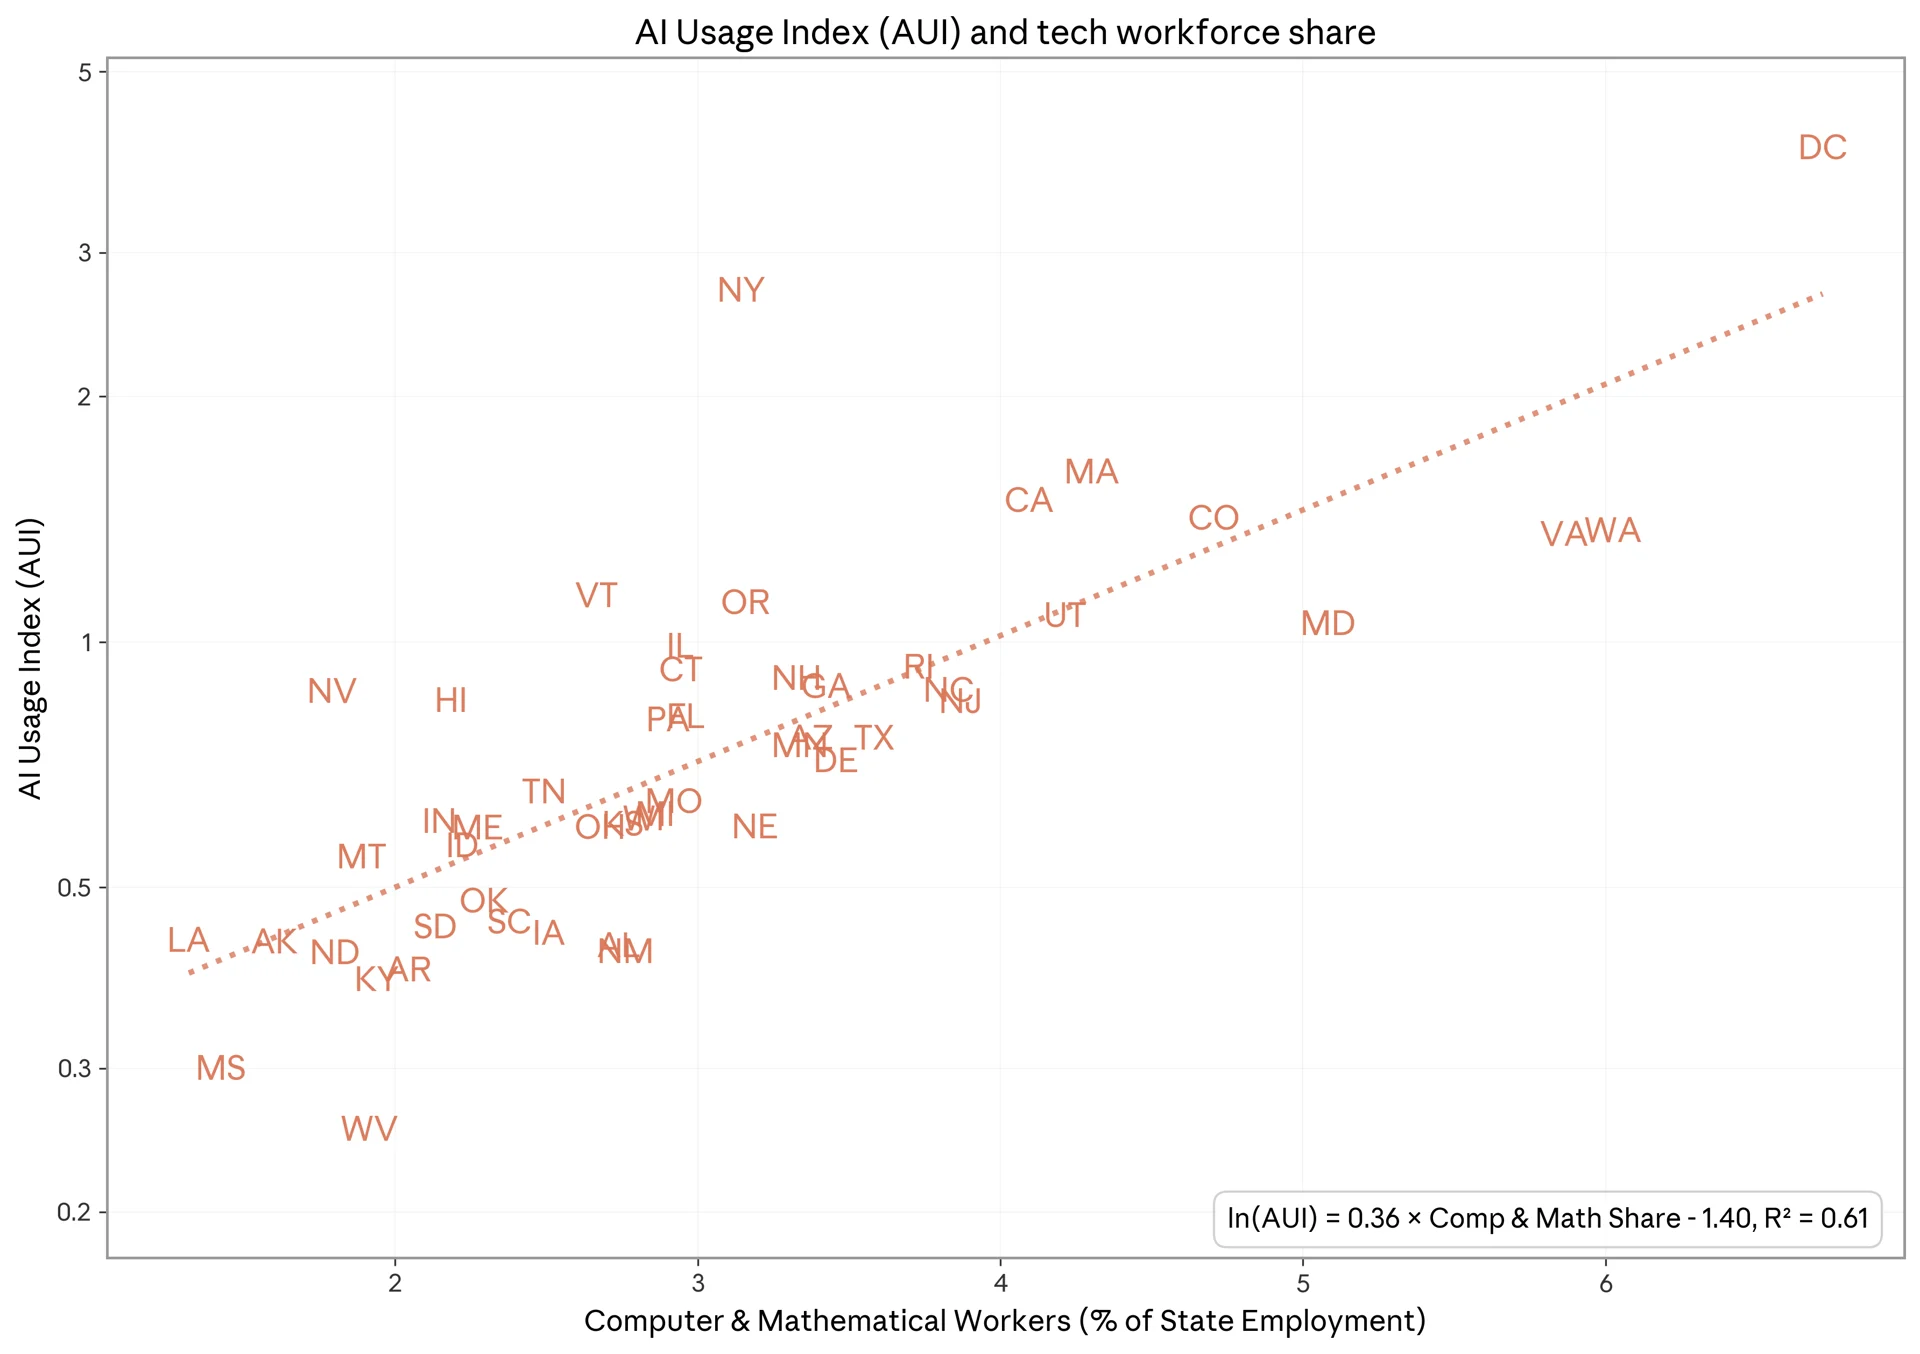 AI Usage Index (AUI) and tech workforce share
5
DC
3
NY
2
MA
CA
CO
VA
WA
VT
OR
UT
MD
1
IL
CT
RI
NH
GA
NC
NJ
NV
HI
PA
FL
AZ
TX
MN
DE
TN
MO
IN
ME
OH
KS
WI
MI
NE
ID
MT
0.5
OK
SC
SD
IA
LA
AK
AL
NM
ND
AR
KY
0.3
MS
WV
0.2
ln(AUI) = 0.36 × Comp & Math Share - 1.40, R² = 0.61
2 3 4 5 6
Computer & Mathematical Workers (% of State Employment)
AI Usage Index (AUI)